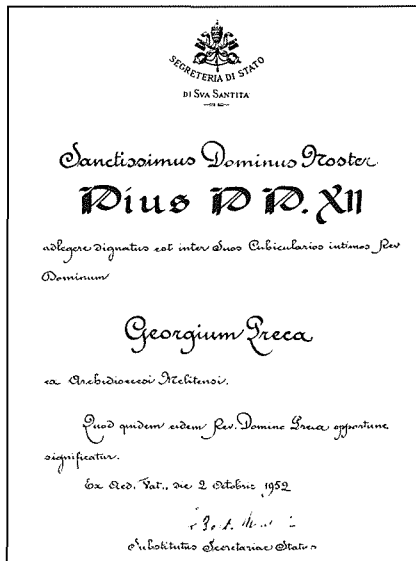 SEGRETERIA DI STATO
DI SVA SANTITA'
Sanctissimus Dominus Noster
Pius PP. XII
adlegere dignatus est inter Suos Cubicularios intimos Rev
Dominum
Georgium Preca
ex Archidioecesi Melitensi.
Quod quidem eidem Rev. Domino Preca opportune
significatur.
Ex Aed. Vat., die 2 Octobris 1952
Substitutus Secretariae Status